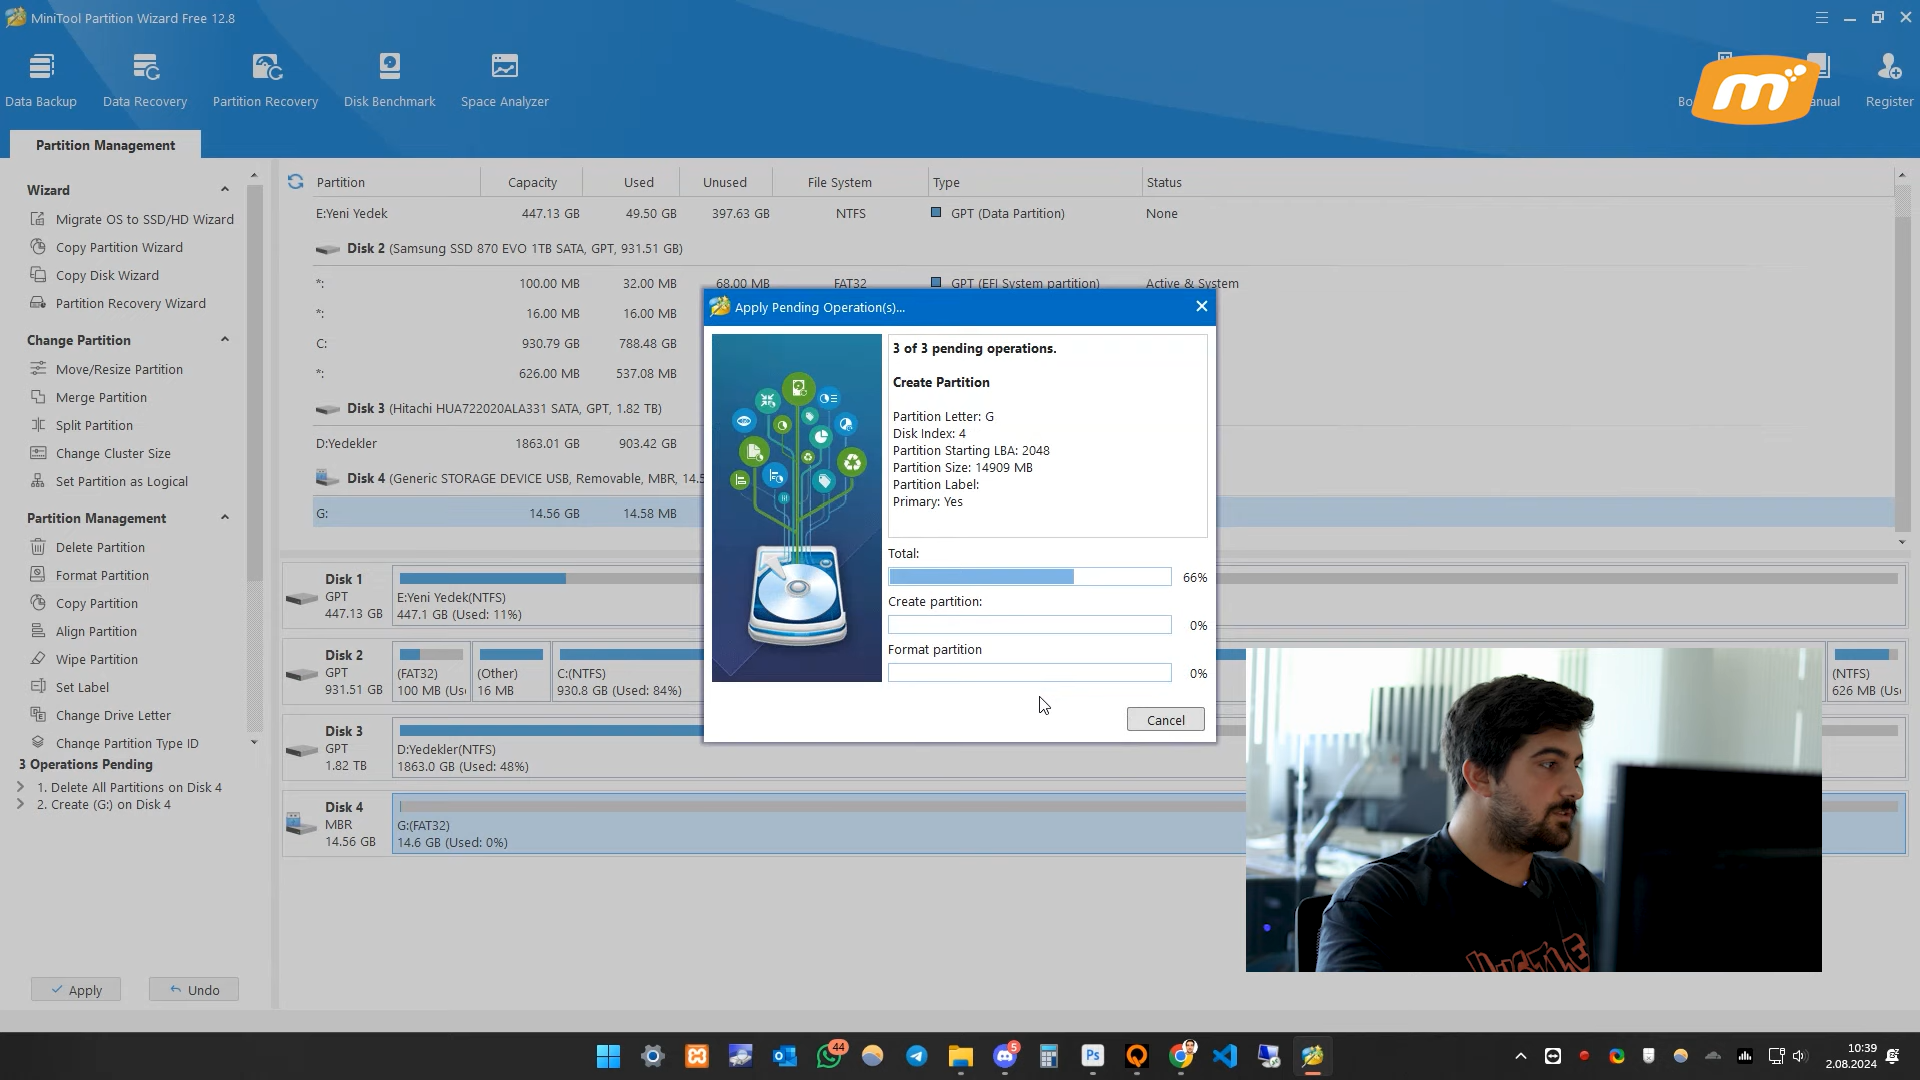 MiniTool Partition Wizard Free 12.8
Data Backup
Data Recovery
Partition Recovery
Disk Benchmark
Space Analyzer
Bo
m
anual
Register
Partition Management
Wizard
Migrate OS to SSD/HD Wizard
Copy Partition Wizard
Copy Disk Wizard
Partition Recovery Wizard
Change Partition
Move/Resize Partition
Merge Partition
Split Partition
Change Cluster Size
Set Partition as Logical
Partition Management
Delete Partition
Format Partition
Copy Partition
Align Partition
Wipe Partition
Set Label
Change Drive Letter
Change Partition Type ID
3 Operations Pending
1. Delete All Partitions on Disk 4
2. Create (G:) on Disk 4
Apply
Undo
Partition Capacity Used Unused File System Type Status
E:Yeni Yedek 447.13 GB 49.50 GB 397.63 GB NTFS GPT (Data Partition) None
Disk 2 (Samsung SSD 870 EVO 1TB SATA, GPT, 931.51 GB)
*: 100.00 MB 32.00 MB 68.00 MB FAT32 GPT (EFI System partition) Active & System
*: 16.00 MB 16.00 MB
C: 930.79 MB 788.48 GB
*: 626.00 MB 537.08 MB
Disk 3 (Hitachi HUA722020ALA331 SATA, GPT, 1.82 TB)
D:Yedekler 1863.01 GB 903.42 GB
Disk 4 (Generic STORAGE DEVICE USB, Removable, MBR, 14.5
G: 14.56 GB 14.58 MB
Apply Pending Operation(s)...
3 of 3 pending operations.
Create Partition
Partition Letter: G
Disk Index: 4
Partition Starting LBA: 2048
Partition Size: 14909 MB
Partition Label:
Primary: Yes
Total:
66%
Create partition:
0%
Format partition
0%
Cancel
Disk 1
GPT
447.13 GB
E:Yeni Yedek(NTFS)
447.1 GB (Used: 11%)
Disk 2
GPT
931.51 GB
(FAT32)
100 MB (Us
(Other)
16 MB
C:(NTFS)
930.8 GB (Used: 84%)
(NTFS)
626 MB (Us
Disk 3
GPT
1.82 TB
D:Yedekler(NTFS)
1863.0 GB (Used: 48%)
Disk 4
MBR
14.56 GB
G:(FAT32)
14.6 GB (Used: 0%)
44
5
Ps
10:39
2.08.2024